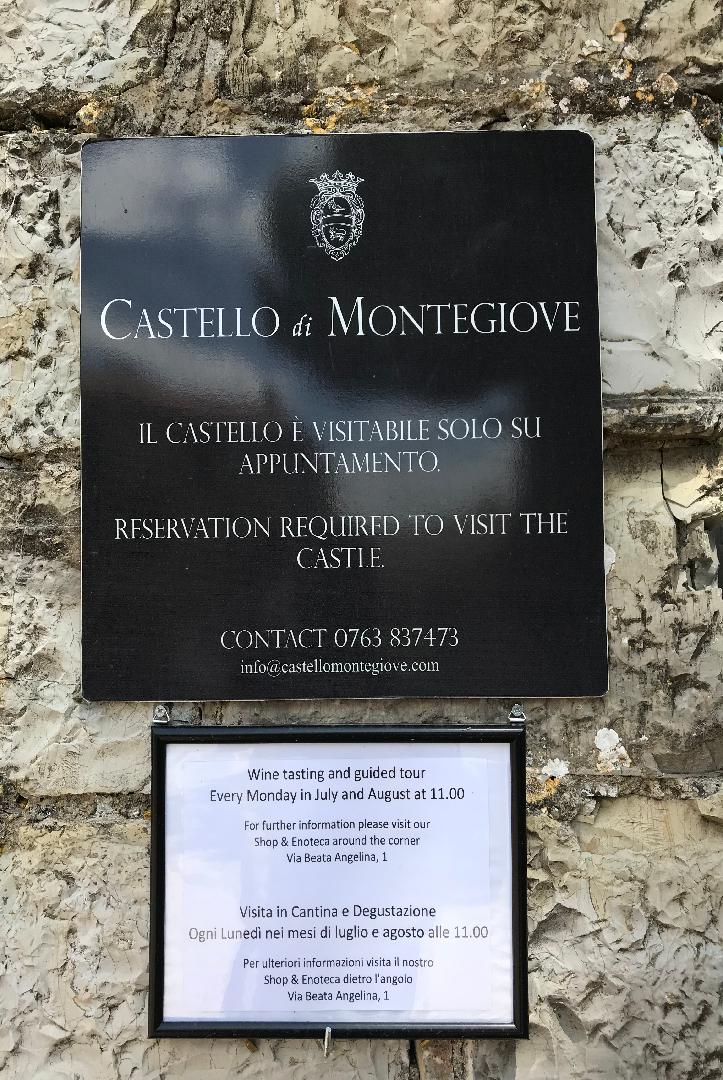 CASTELLO di MONTEGIOVE
IL CASTELLO È VISITABILE SOLO SU
APPUNTAMENTO.
RESERVATION REQUIRED TO VISIT THE
CASTLE.
CONTACT 0763 837473
info@castellomontegiove.com
Wine tasting and guided tour
Every Monday in July and August at 11.00
For further information please visit our
Shop & Enoteca around the corner
Via Beata Angelina, 1
Visita in Cantina e Degustazione
Ogni Lunedì nei mesi di luglio e agosto alle 11.00
Per ulteriori informazioni visita il nostro
Shop & Enoteca dietro l'angolo
Via Beata Angelina, 1